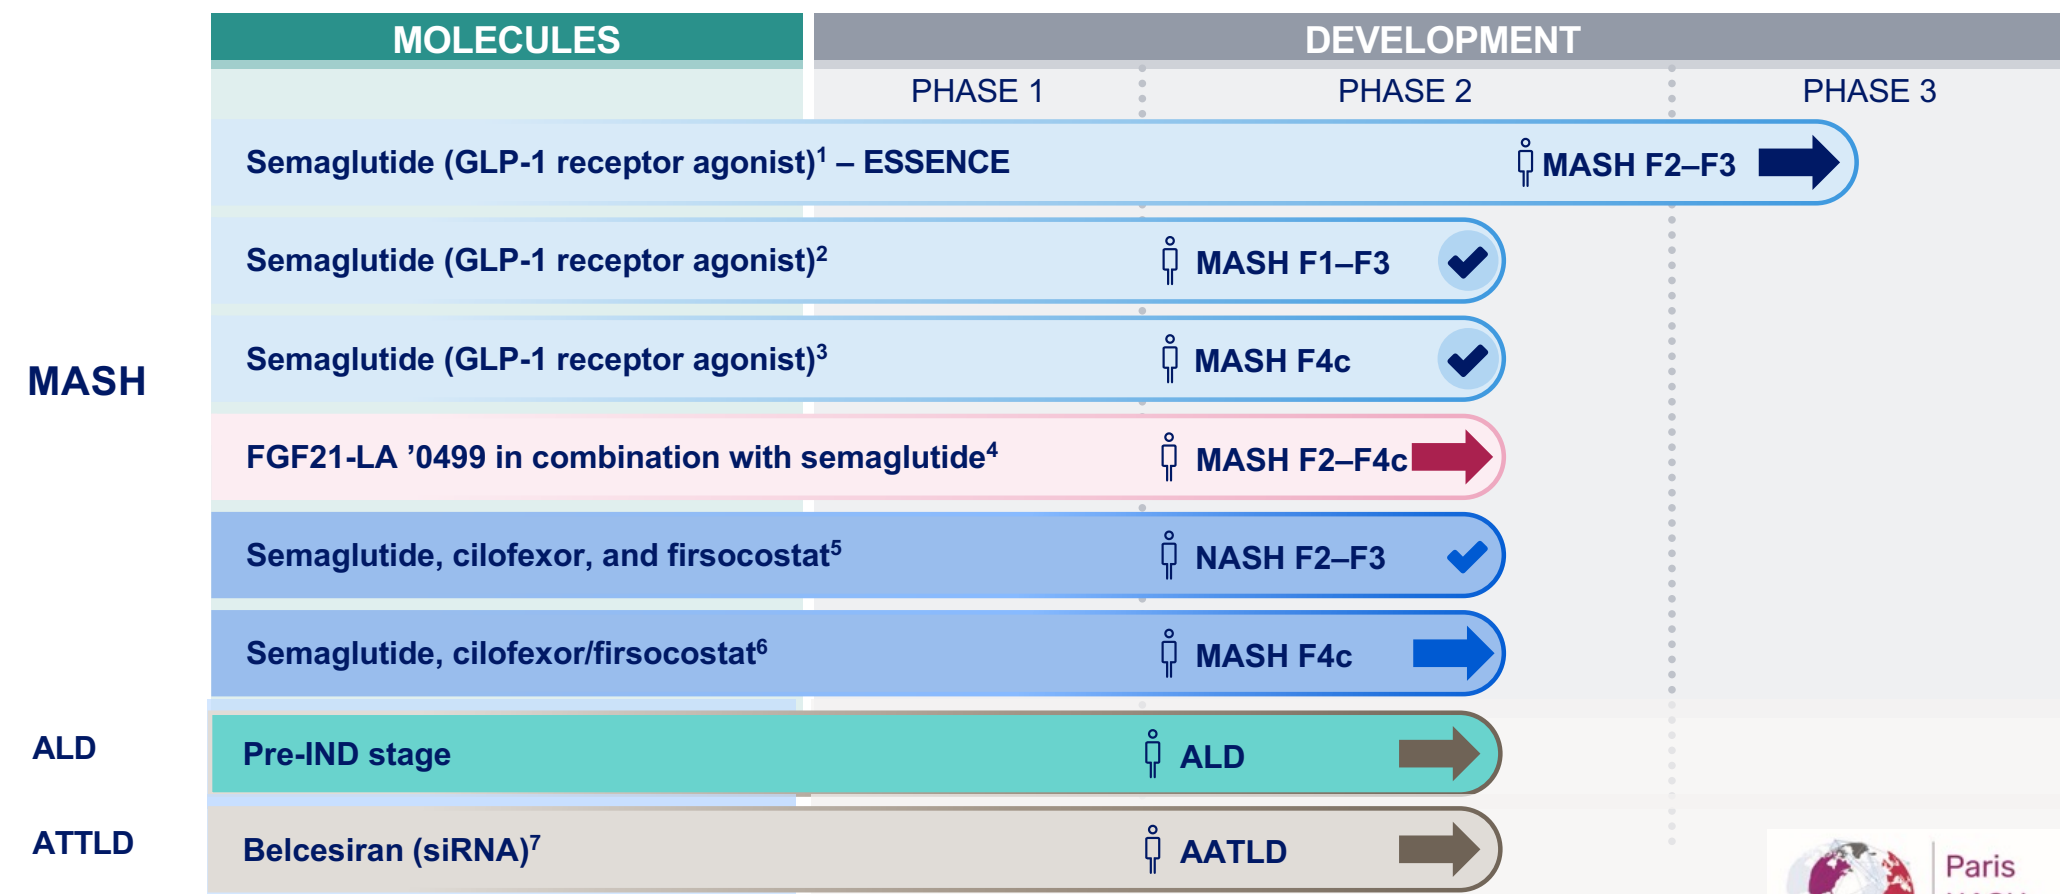 MOLECULES
DEVELOPMENT
PHASE 1
PHASE 2
PHASE 3
MASH
Semaglutide (GLP-1 receptor agonist)¹ – ESSENCE
MASH F2–F3
Semaglutide (GLP-1 receptor agonist)²
MASH F1–F3
Semaglutide (GLP-1 receptor agonist)³
MASH F4c
FGF21-LA ’0499 in combination with semaglutide⁴
MASH F2–F4c
Semaglutide, cilofexor, and firsocostat⁵
NASH F2–F3
Semaglutide, cilofexor/firsocostat⁶
MASH F4c
ALD
Pre-IND stage
ALD
ATTLD
Belcesiran (siRNA)⁷
AATLD
Paris